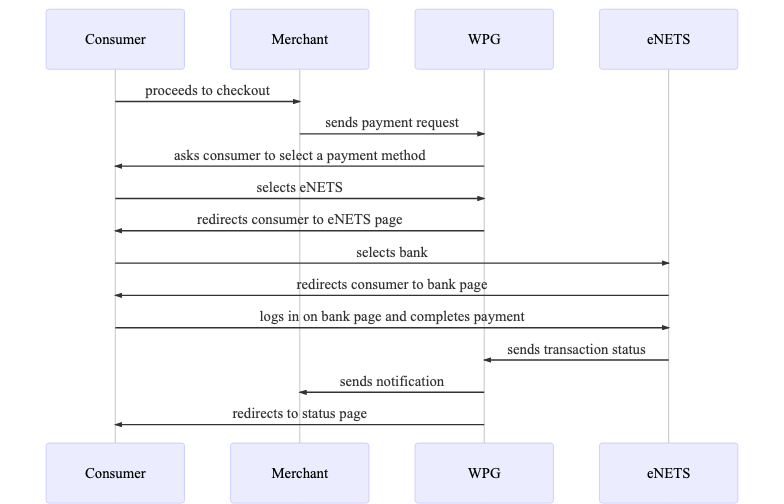 Consumer
Merchant
WPG
eNETS
proceeds to checkout
sends payment request
asks consumer to select a payment method
selects eNETS
redirects consumer to eNETS page
selects bank
redirects consumer to bank page
logs in on bank page and completes payment
sends transaction status
sends notification
redirects to status page
Consumer
Merchant
WPG
eNETS